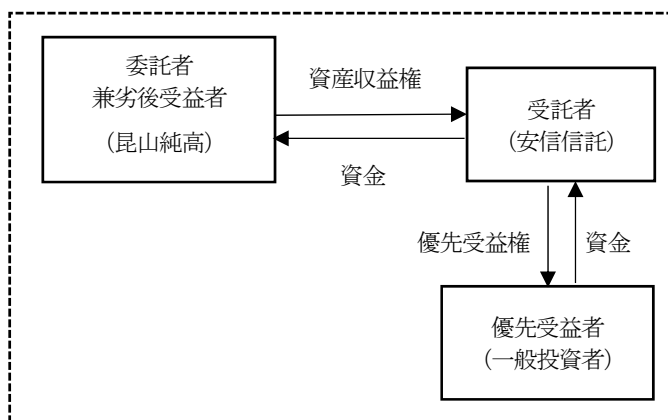 委託者
兼劣後受益者
（昆山純高）
資産収益権
資金
受託者
（安信信託）
優先受益権
資金
優先受益者
（一般投資者）